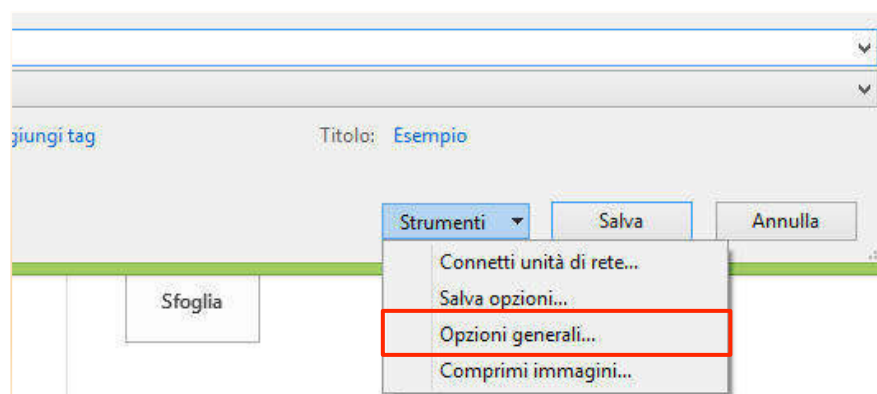 giungi tag Titolo: Esempio
Strumenti Salva Annulla
Connetti unità di rete...
Sfoglia Salva opzioni...
Opzioni generali...
Comprimi immagini...